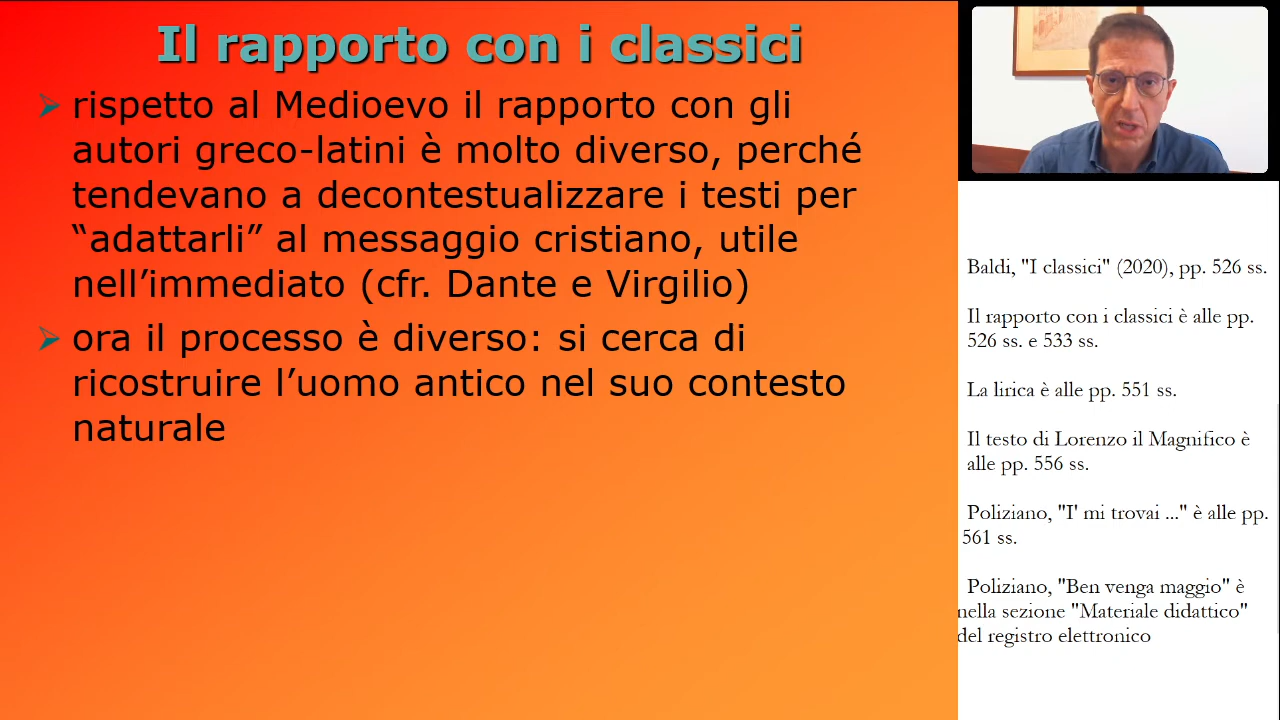 Il rapporto con i classici
rispetto al Medioevo il rapporto con gli
autori greco-latini è molto diverso, perché
tendevano a decontestualizzare i testi per
“adattarli” al messaggio cristiano, utile
nell’immediato (cfr. Dante e Virgilio)
ora il processo è diverso: si cerca di
ricostruire l’uomo antico nel suo contesto
naturale
Baldi, "I classici" (2020), pp. 526 ss.
Il rapporto con i classici è alle pp.
526 ss. e 533 ss.
La lirica è alle pp. 551 ss.
Il testo di Lorenzo il Magnifico è
alle pp. 556 ss.
Poliziano, "I' mi trovai ..." è alle pp.
561 ss.
Poliziano, "Ben venga maggio" è
nella sezione "Materiale didattico"
del registro elettronico